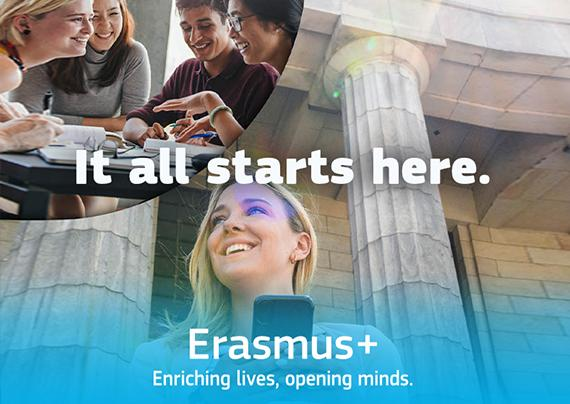 It all starts here.
Erasmus+
Enriching lives, opening minds.